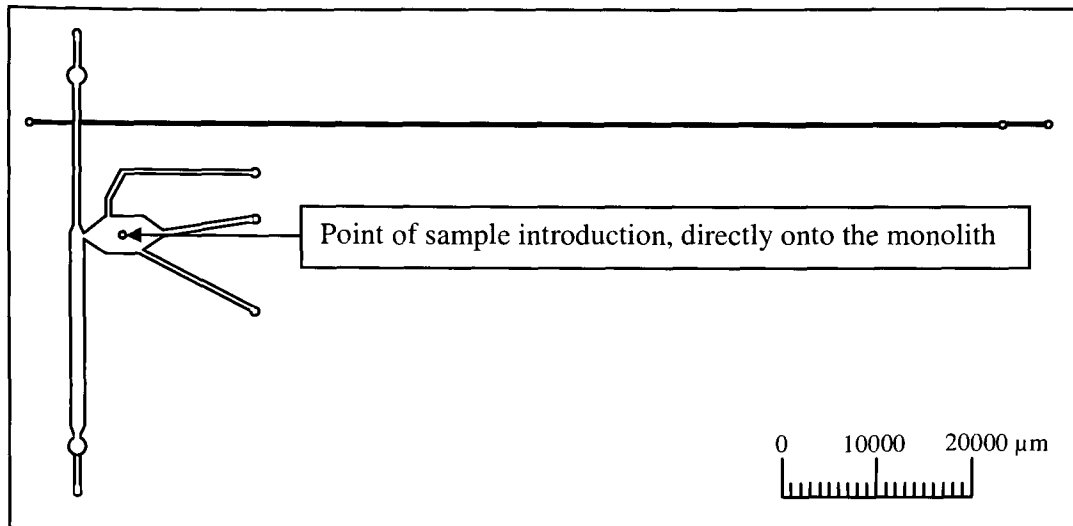 Point of sample introduction, directly onto the monolith
0 10000 20000 µm